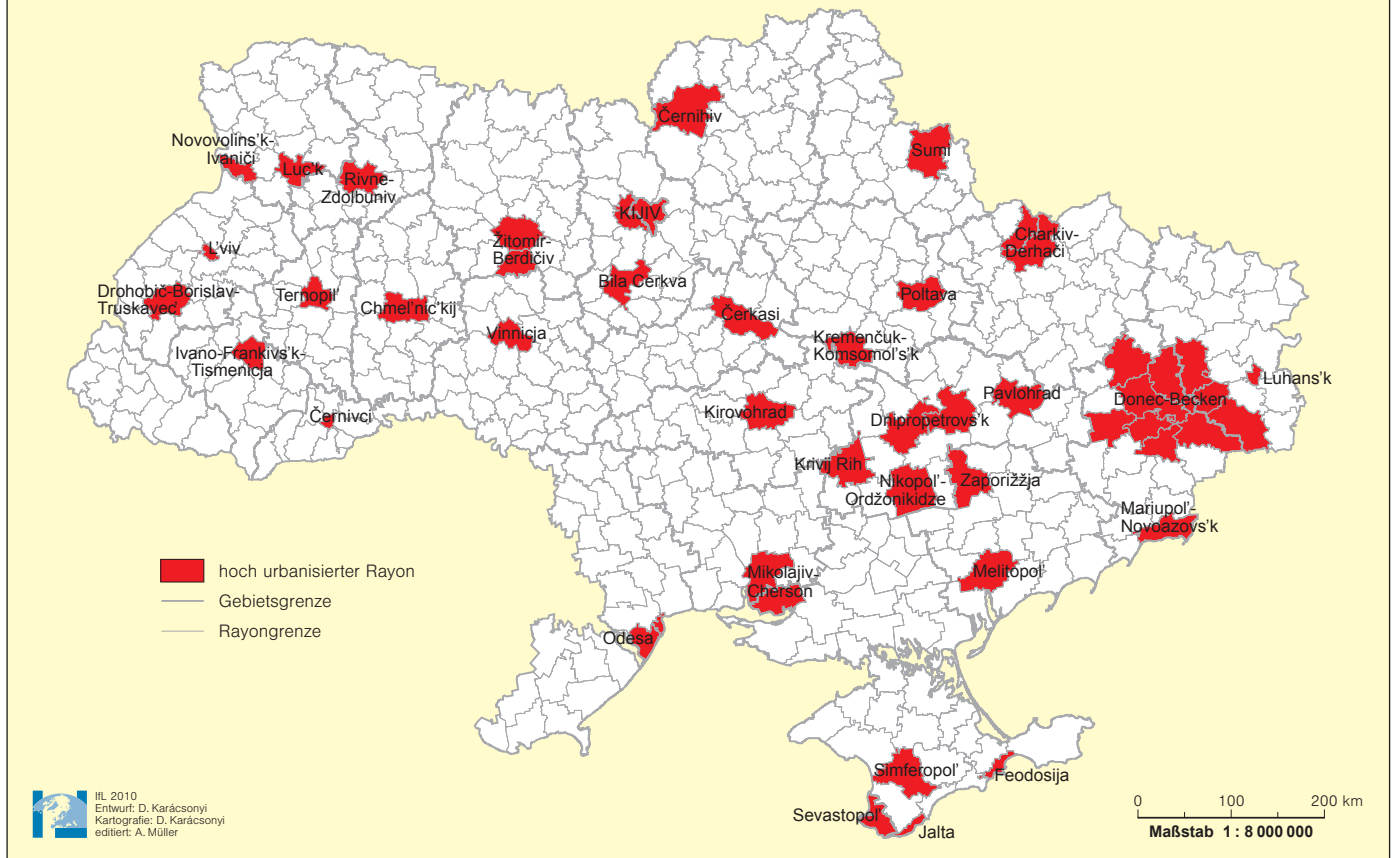 Černihiv
Novovolins'k-
Ivaniči
Luc'k
Rivne-
Zdolbuniv
Sumi
KIJIV
Žitomir-
Berdičiv
Charkiv-
Derhači
L'viv
Bila Cerkva
Drohobič-Borislav-
Truskavec'
Ternopil'
Chmel'nic'kij
Poltava
Čerkasi
Vinnicja
Kremenčuk-
Komsomol's'k
Ivano-Frankivs'k-
Tismenicja
Luhans'k
Pavlohrad
Donec-Becken
Černivci
Kirovohrad
Dnipropetrovs'k
Krivij Rih
Nikopol'-
Ordžonikidze
Zaporižžja
Mariupol'-
Novoazovs'k
Mikolajiv-
Cherson
Melitopol'
hoch urbanisierter Rayon
Gebietsgrenze
Rayongrenze
Odesa
Simferopol'
Feodosija
Sevastopol'
Jalta
IfL 2010
Entwurf: D. Karácsonyi
Kartografie: D. Karácsonyi
editiert: A. Müller
0 100 200 km
Maßstab 1 : 8 000 000